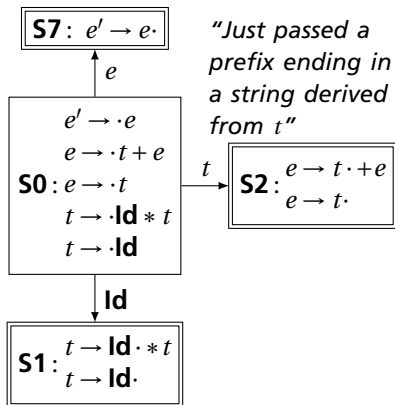 S7: e′ → e·
"Just passed a
prefix ending in
a string derived
from t"
e
e′ → ·e
e → ·t + e
S0: e → ·t
t → ·Id * t
t → ·Id
t
S2: e → t· +e
e → t·
Id
S1: t → Id· * t
t → Id·